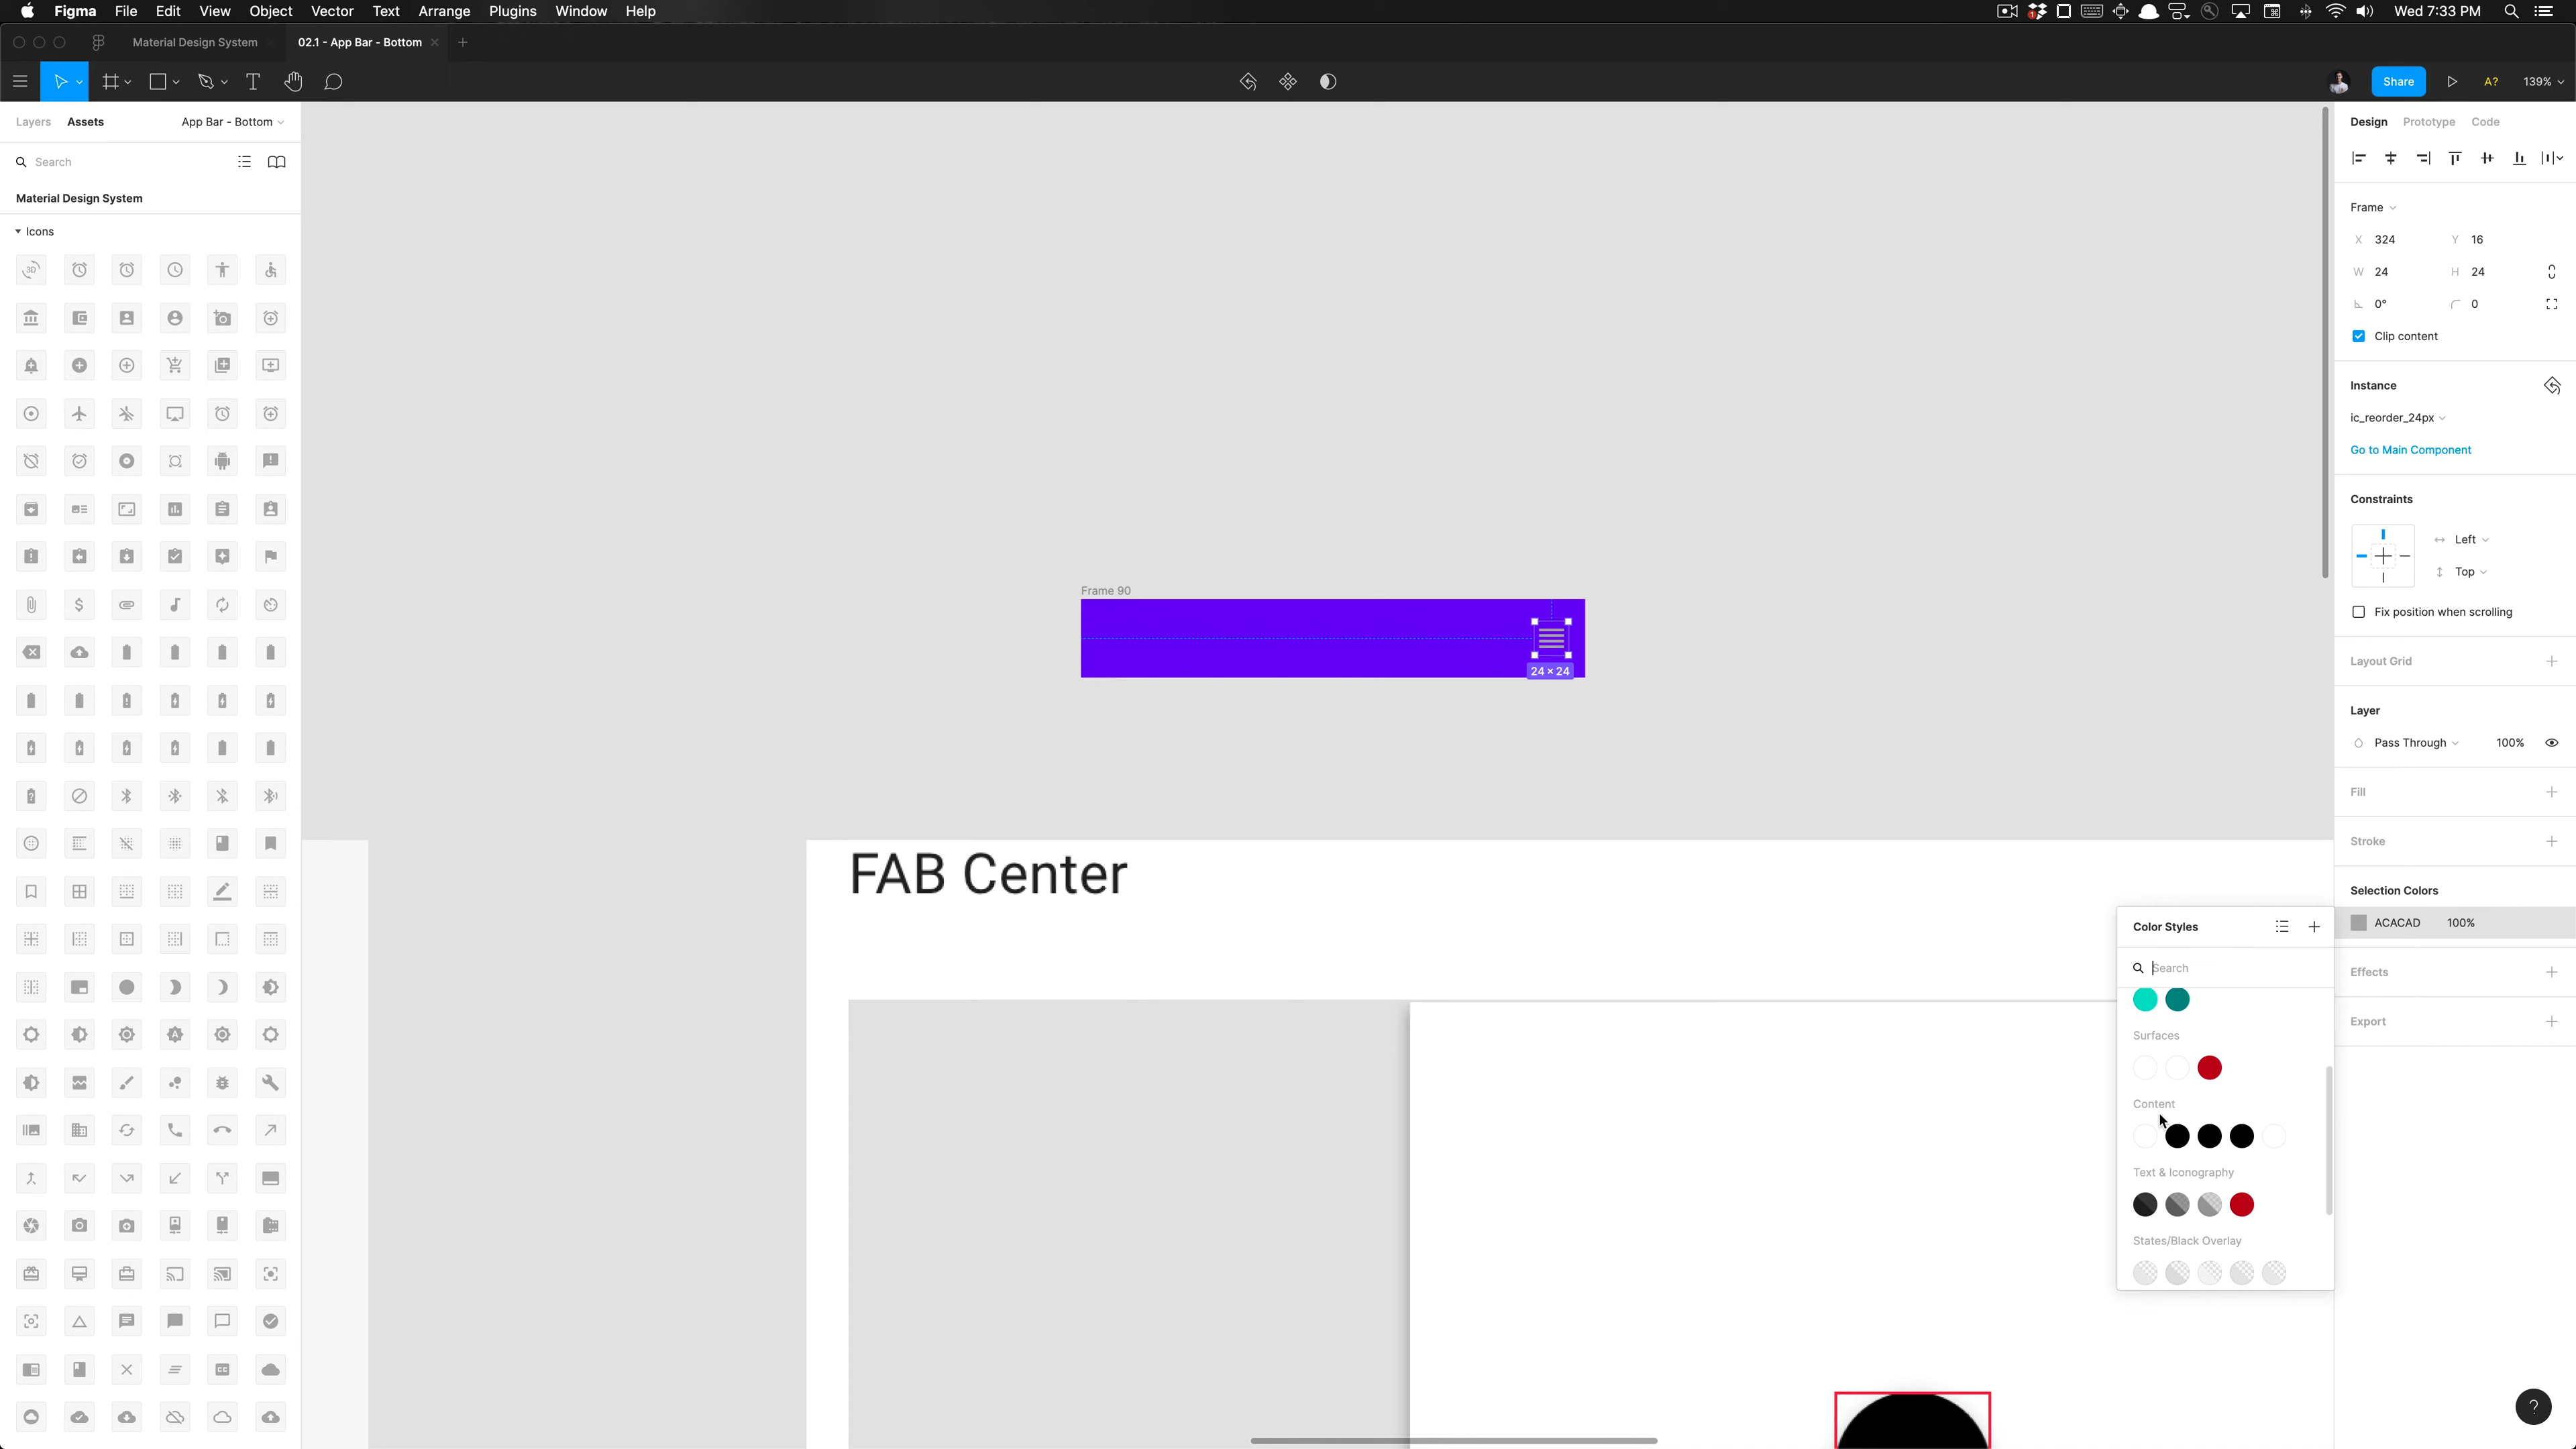 Figma File Edit View Object Vector Text Arrange Plugins Window Help
Wed 7:33 PM
Material Design System
02.1 - App Bar - Bottom
Share
A?
139%
Layers Assets App Bar - Bottom
Search
Material Design System
Icons
Frame 90
24 × 24
FAB Center
Color Styles
Search
Surfaces
Content
Text & Iconography
States/Black Overlay
Design Prototype Code
Frame
X 324 Y 16
W 24 H 24
0° 0
Clip content
Instance
ic_reorder_24px
Go to Main Component
Constraints
Left
Top
Fix position when scrolling
Layout Grid
Layer
Pass Through 100%
Fill
Stroke
Selection Colors
ACACAD 100%
Effects
Export
?